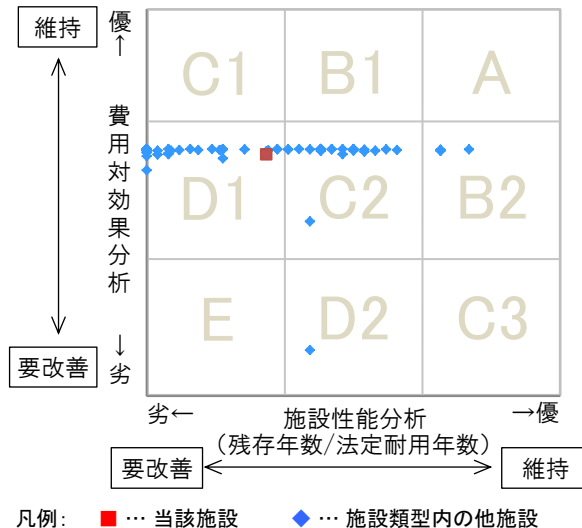 維持
優
↑
C1 B1 A
費用対効果分析
D1 C2 B2
E D2 C3
↓
劣
要改善
劣← 施設性能分析 →優
(残存年数/法定耐用年数)
要改善 維持
凡例: ■ … 当該施設 ◆ … 施設類型内の他施設